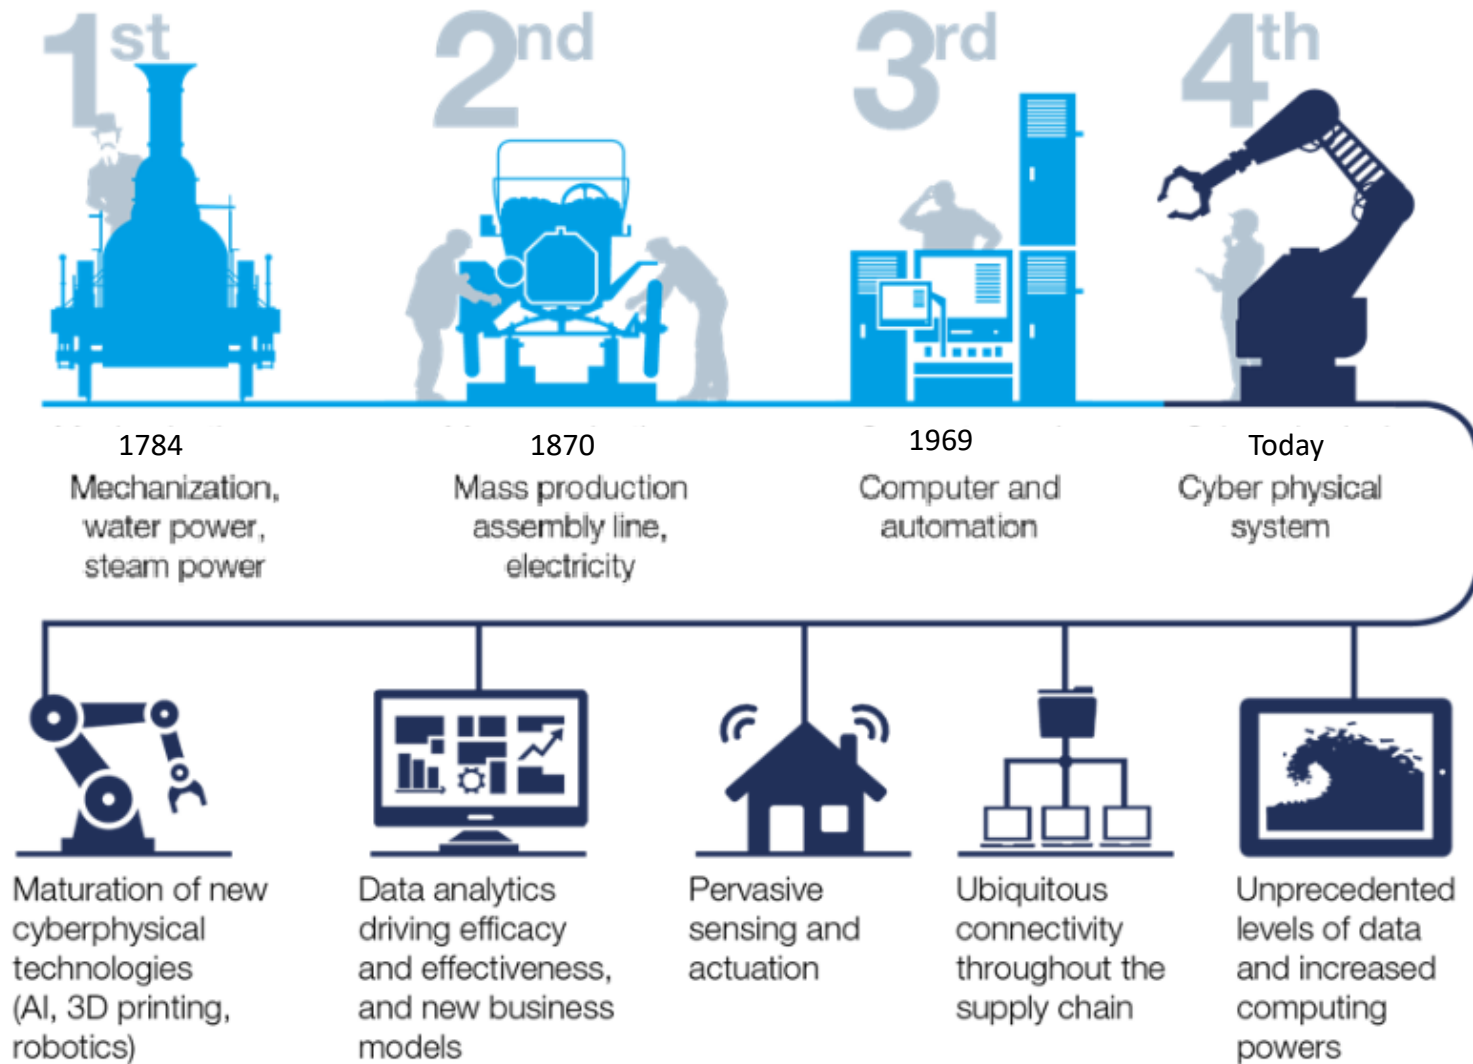 1st
2nd
3rd
4th
1784
1870
1969
Today
Mechanization,
water power,
steam power
Mass production
assembly line,
electricity
Computer and
automation
Cyber physical
system
Maturation of new
cyberphysical
technologies
(AI, 3D printing,
robotics)
Data analytics
driving efficacy
and effectiveness,
and new business
models
Pervasive
sensing and
actuation
Ubiquitous
connectivity
throughout the
supply chain
Unprecedented
levels of data
and increased
computing
powers